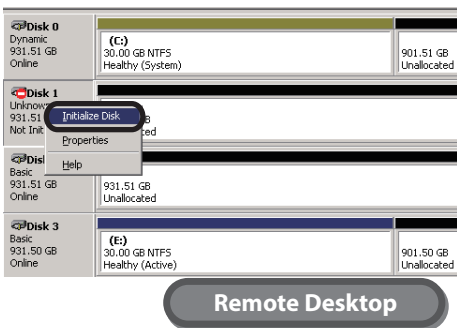 Disk 0
Dynamic
931.51 GB
Online
(C:)
30.00 GB NTFS
Healthy (System)
901.51 GB
Unallocated
Disk 1
931.51
Not Init
Initialize Disk
Properties
Help
Basic
931.51 GB
Online
931.51 GB
Unallocated
Disk 3
Basic
931.50 GB
Online
(E:)
30.00 GB NTFS
Healthy (Active)
901.50 GB
Unallocated
Remote Desktop